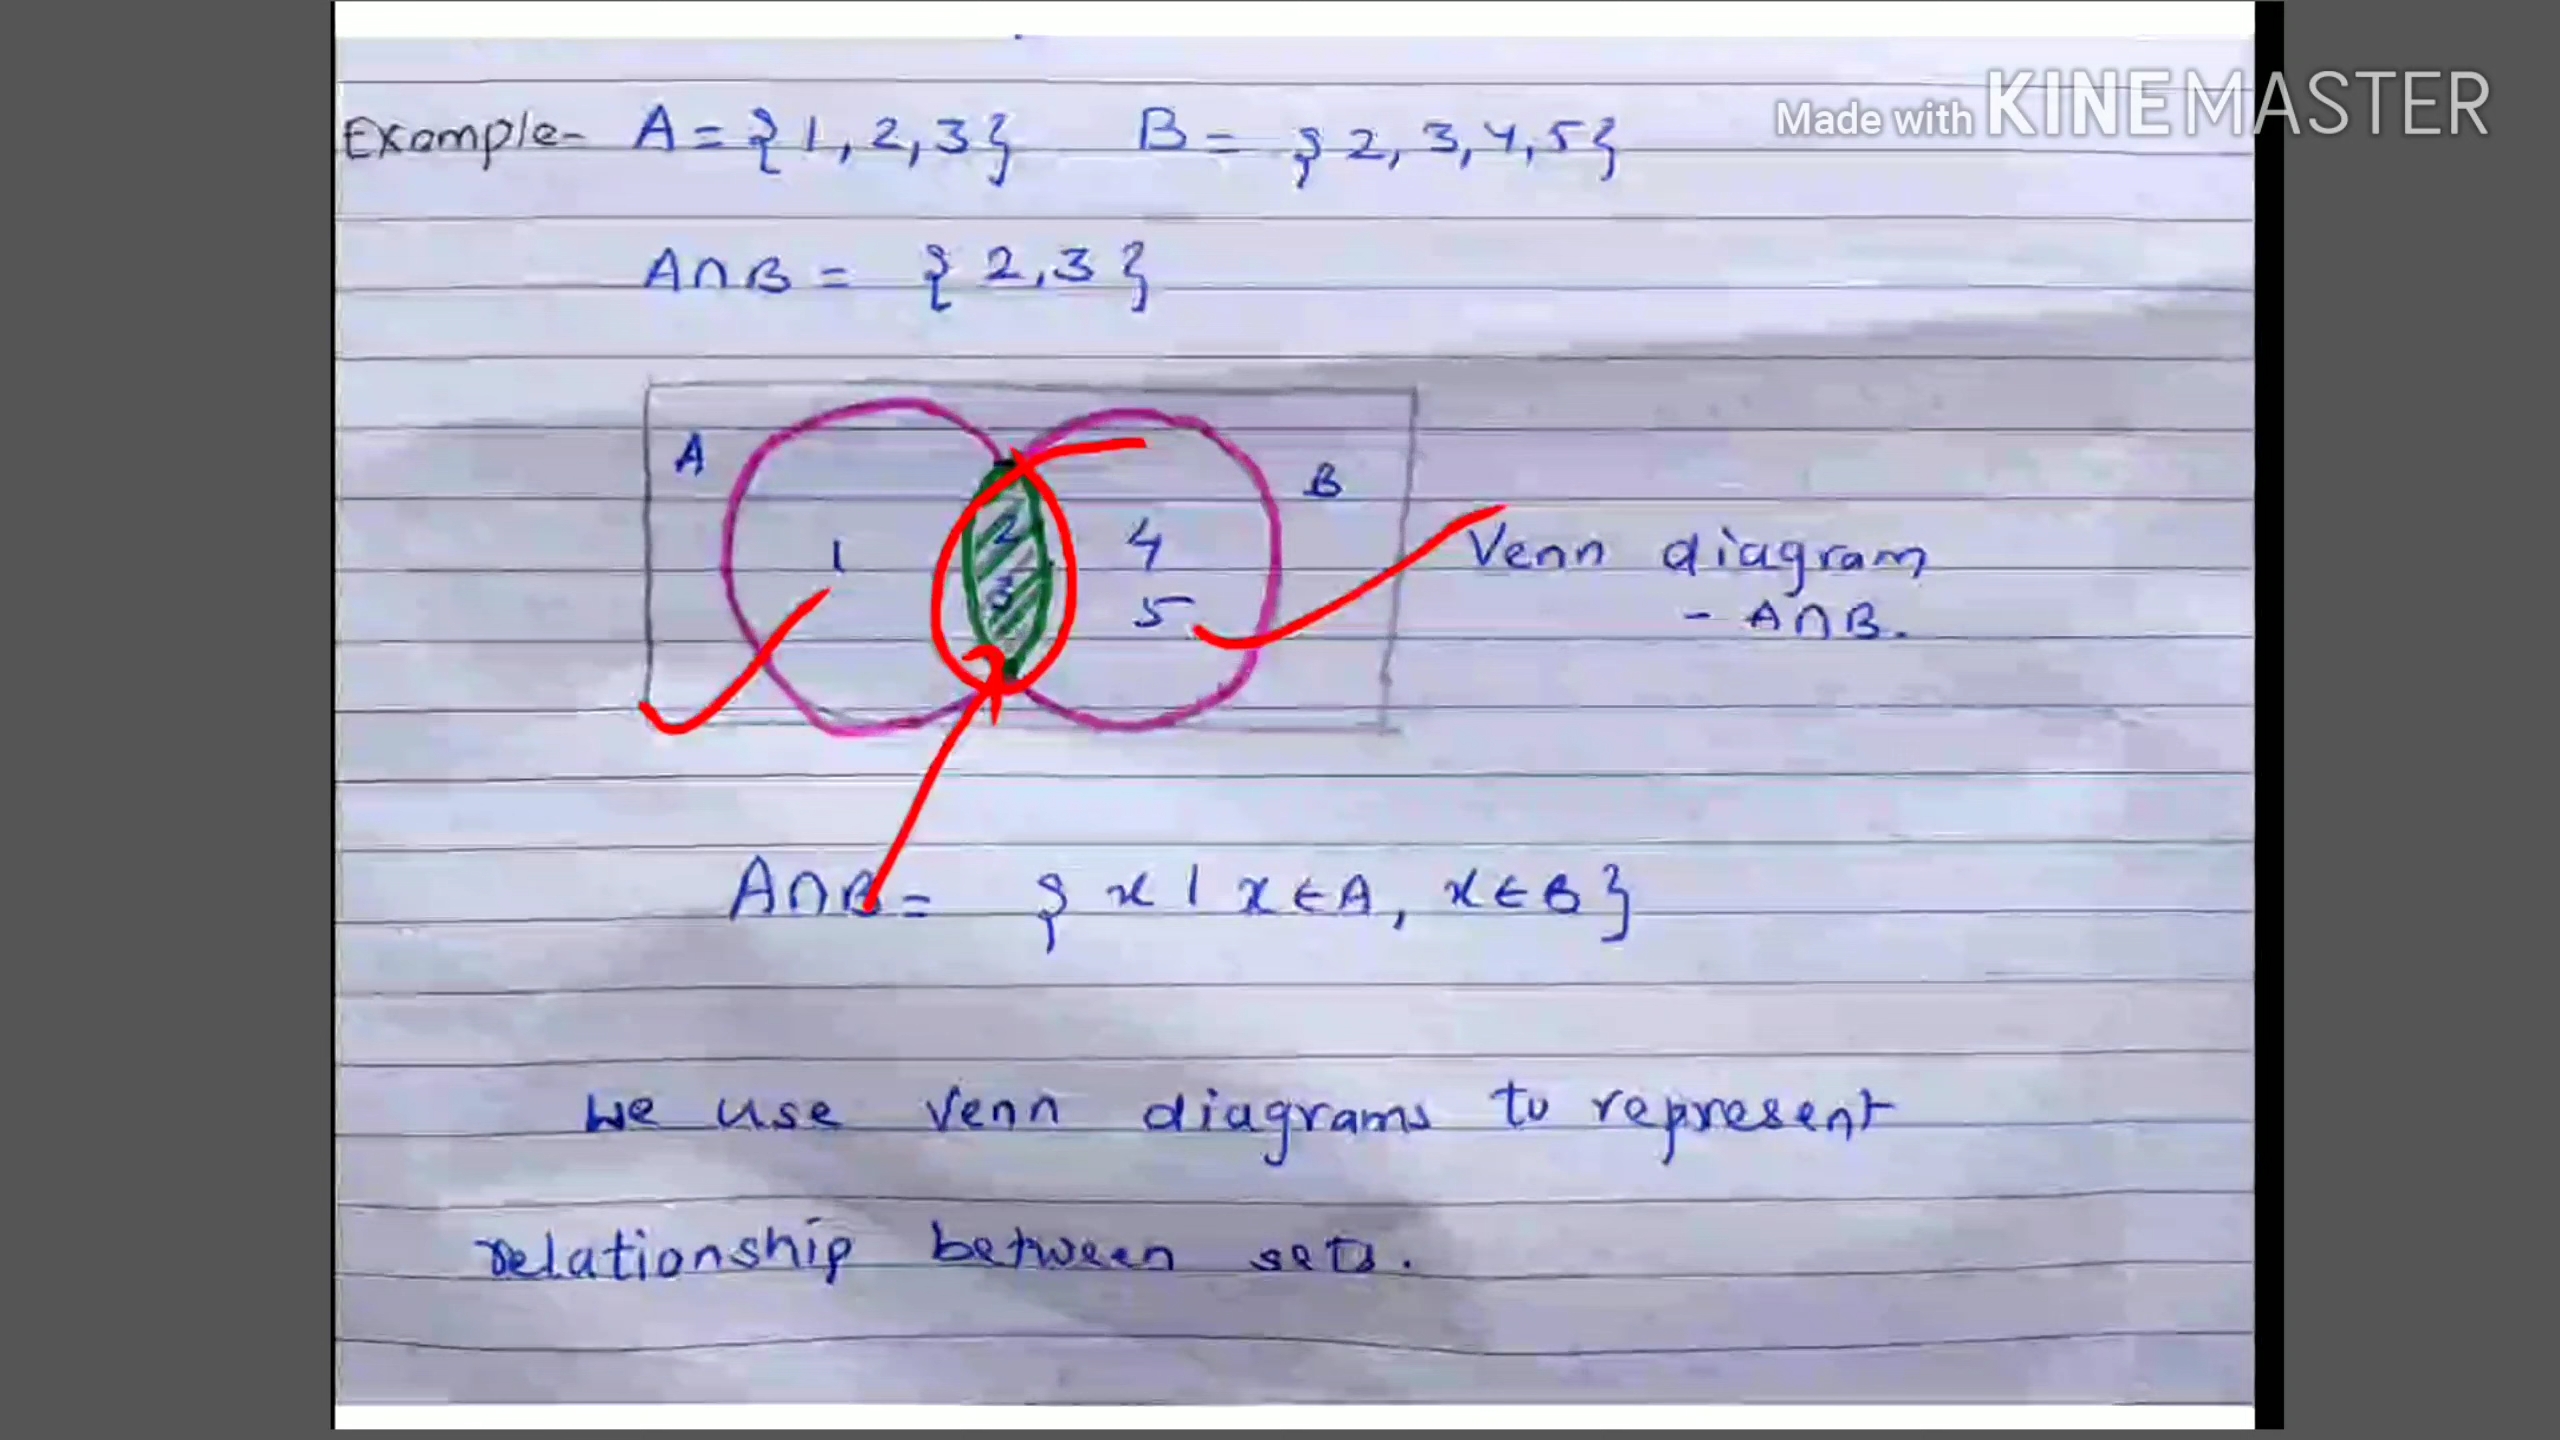 Made with KINEMASTER
Example- A = {1, 2, 3} B = {2, 3, 4, 5}
A∩B = {2, 3}
A
B
1
2
3
4
5
Venn diagram
- A∩B.
A∩B = {x | x∈A, x∈B}
We use Venn diagrams to represent
relationship between sets.